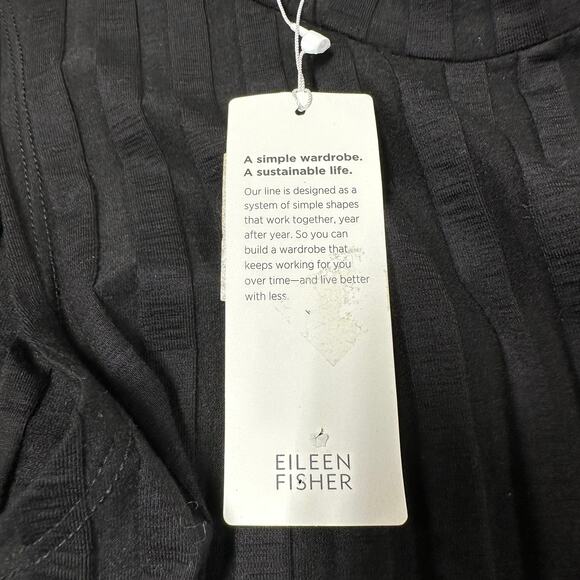 A simple wardrobe.
A sustainable life.
Our line is designed as a
system of simple shapes
that work together, year
after year. So you can
build a wardrobe that
keeps working for you
over time—and live better
with less.
EILEEN
FISHER